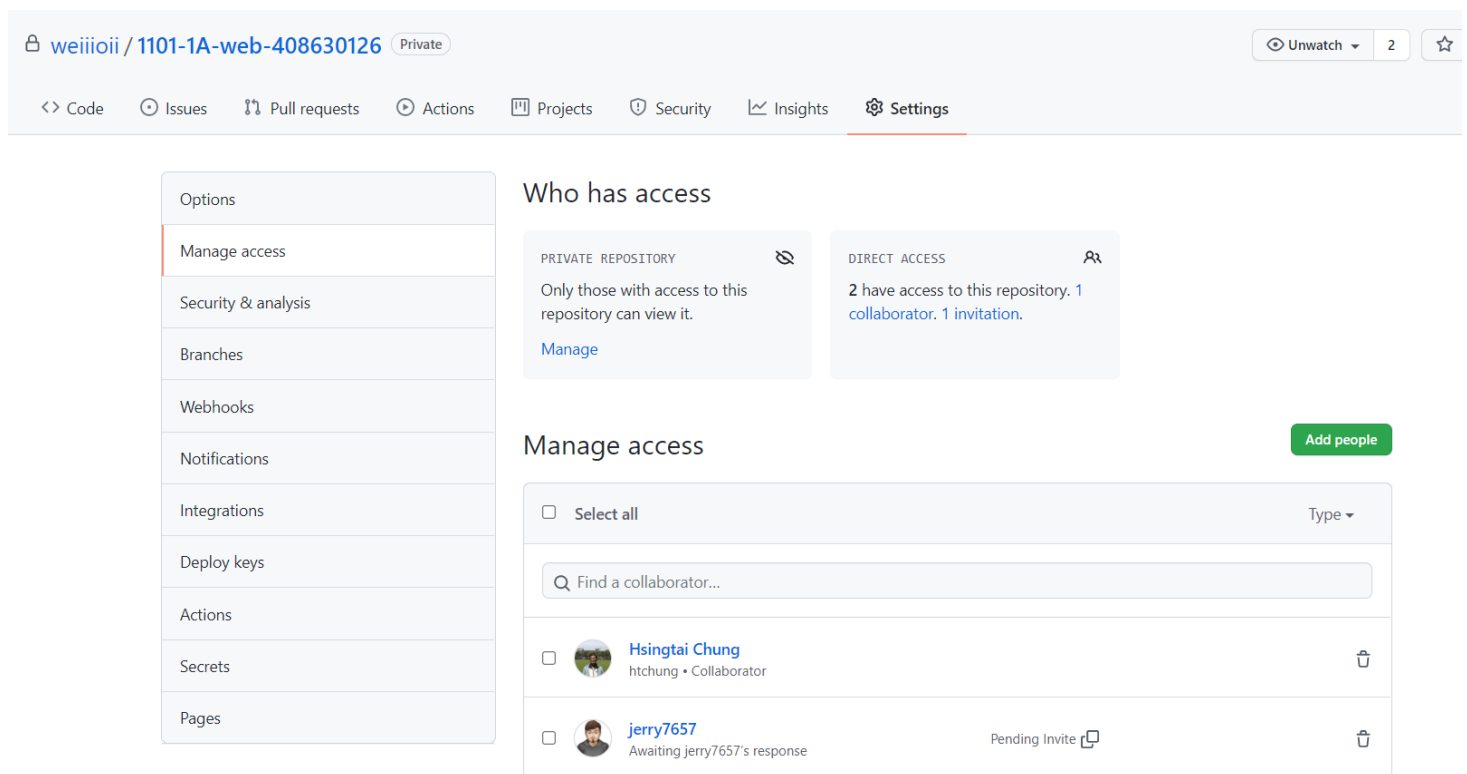 weiiioii / 1101-1A-web-408630126 Private
Unwatch 2
Code Issues Pull requests Actions Projects Security Insights Settings
Options
Manage access
Security & analysis
Branches
Webhooks
Notifications
Integrations
Deploy keys
Actions
Secrets
Pages
Who has access
PRIVATE REPOSITORY
Only those with access to this
repository can view it.
Manage
DIRECT ACCESS
2 have access to this repository. 1
collaborator. 1 invitation.
Manage access
Add people
Select all
Type
Find a collaborator...
Hsingtai Chung
htchung • Collaborator
jerry7657
Awaiting jerry7657's response
Pending Invite